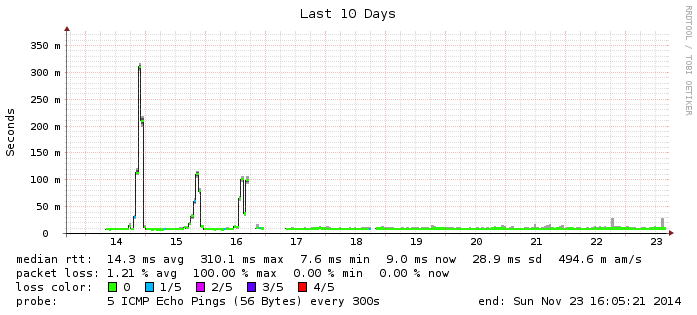 Last 10 Days
RRDTOOL / TOBI OETIKER
Seconds
350 m
300 m
250 m
200 m
150 m
100 m
50 m
0
14 15 16 17 18 19 20 21 22 23
median rtt: 14.3 ms avg 310.1 ms max 7.6 ms min 9.0 ms now 28.9 ms sd 494.6 m am/s
packet loss: 1.21 % avg 100.00 % max 0.00 % min 0.00 % now
loss color: 0 1/5 2/5 3/5 4/5
probe: 5 ICMP Echo Pings (56 Bytes) every 300s end: Sun Nov 23 16:05:21 2014